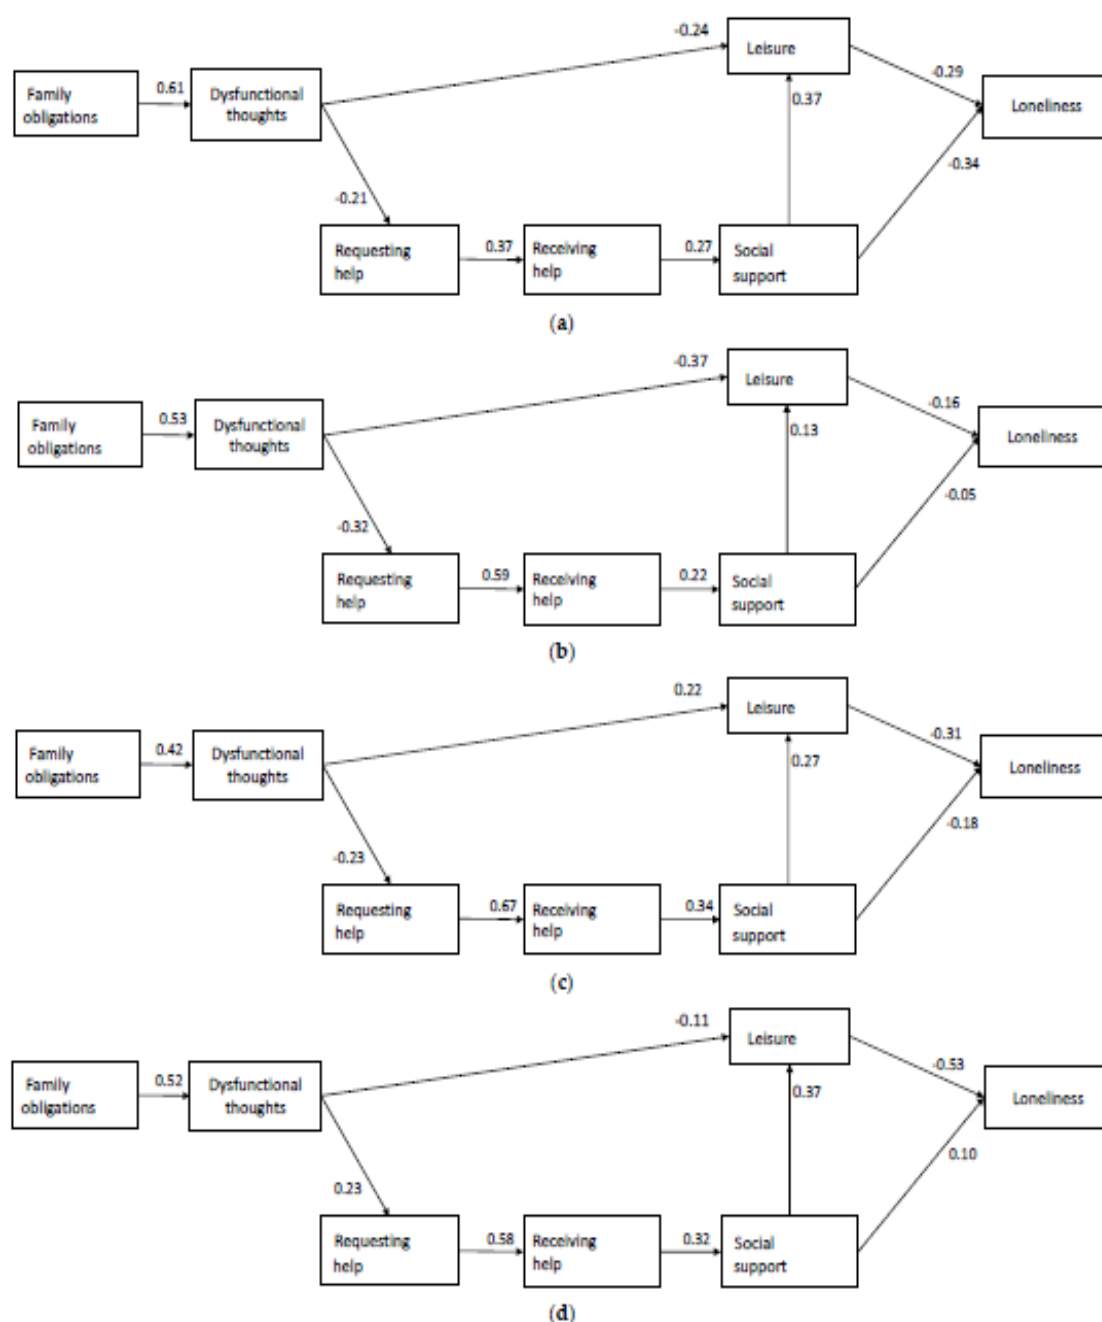 -0.24
Leisure
-0.29
0.61
Family
obligations
Dysfunctional
thoughts
0.37
Loneliness
-0.34
-0.21
Requesting
help
0.37
Receiving
help
0.27
Social
support
(a)
-0.37
Leisure
-0.16
0.53
Family
obligations
Dysfunctional
thoughts
0.13
Loneliness
-0.05
-0.32
Requesting
help
0.59
Receiving
help
0.22
Social
support
(b)
0.22
Leisure
-0.31
0.42
Family
obligations
Dysfunctional
thoughts
0.27
Loneliness
-0.18
-0.23
Requesting
help
0.67
Receiving
help
0.34
Social
support
(c)
-0.11
Leisure
-0.53
0.52
Family
obligations
Dysfunctional
thoughts
0.37
Loneliness
0.10
0.23
Requesting
help
0.58
Receiving
help
0.32
Social
support
(d)